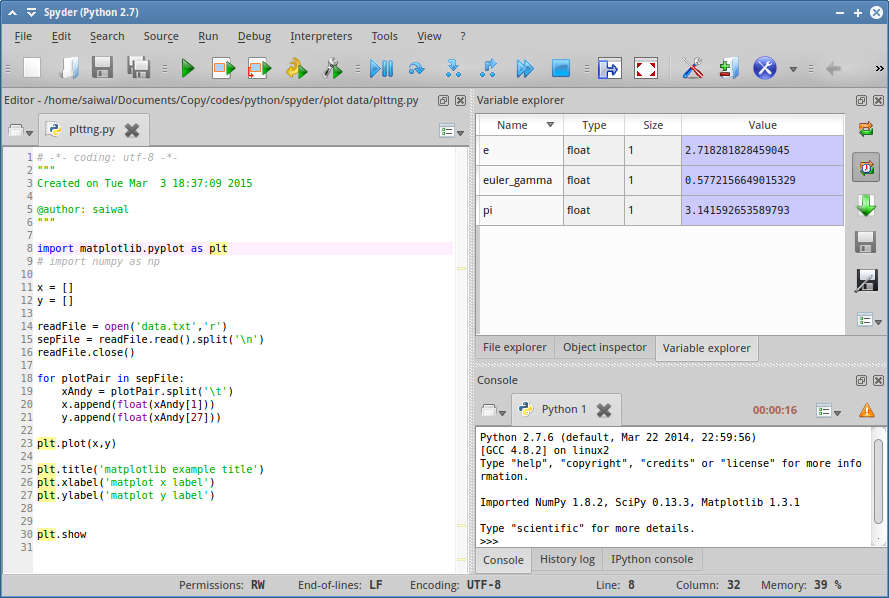 Spyder (Python 2.7)
File Edit Search Source Run Debug Interpreters Tools View ?
Editor - /home/saiwal/Documents/Copy/codes/python/spyder/plot data/plttng.py
plttng.py
1 # -*- coding: utf-8 -*-
2 """
3 Created on Tue Mar  3 18:37:09 2015
4
5 @author: saiwal
6 """
7
8 import matplotlib.pyplot as plt
9 # import numpy as np
10
11 x = []
12 y = []
13
14 readFile = open('data.txt','r')
15 sepFile = readFile.read().split('\n')
16 readFile.close()
17
18 for plotPair in sepFile:
19     xAndy = plotPair.split('\t')
20     x.append(float(xAndy[1]))
21     y.append(float(xAndy[27]))
22
23 plt.plot(x,y)
24
25 plt.title('matplotlib example title')
26 plt.xlabel('matplot x label')
27 plt.ylabel('matplot y label')
28
29
30 plt.show
31
Variable explorer
Name Type Size Value
e float 1 2.718281828459045
euler_gamma float 1 0.5772156649015329
pi float 1 3.141592653589793
File explorer Object inspector Variable explorer
Console
Python 1 00:00:16
Python 2.7.6 (default, Mar 22 2014, 22:59:56)
[GCC 4.8.2] on linux2
Type "help", "copyright", "credits" or "license" for more info
rmation.
Imported NumPy 1.8.2, SciPy 0.13.3, Matplotlib 1.3.1
Type "scientific" for more details.
>>>
Console History log IPython console
Permissions: RW End-of-lines: LF Encoding: UTF-8 Line: 8 Column: 32 Memory: 39 %